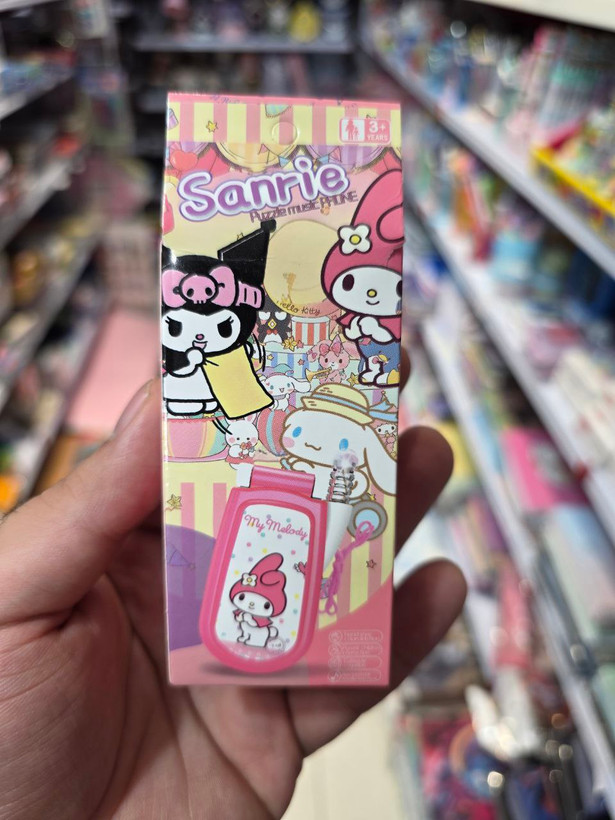 3+
YEARS
Sanrie
Puzzle music PHONE
Hello Kitty
My Melody